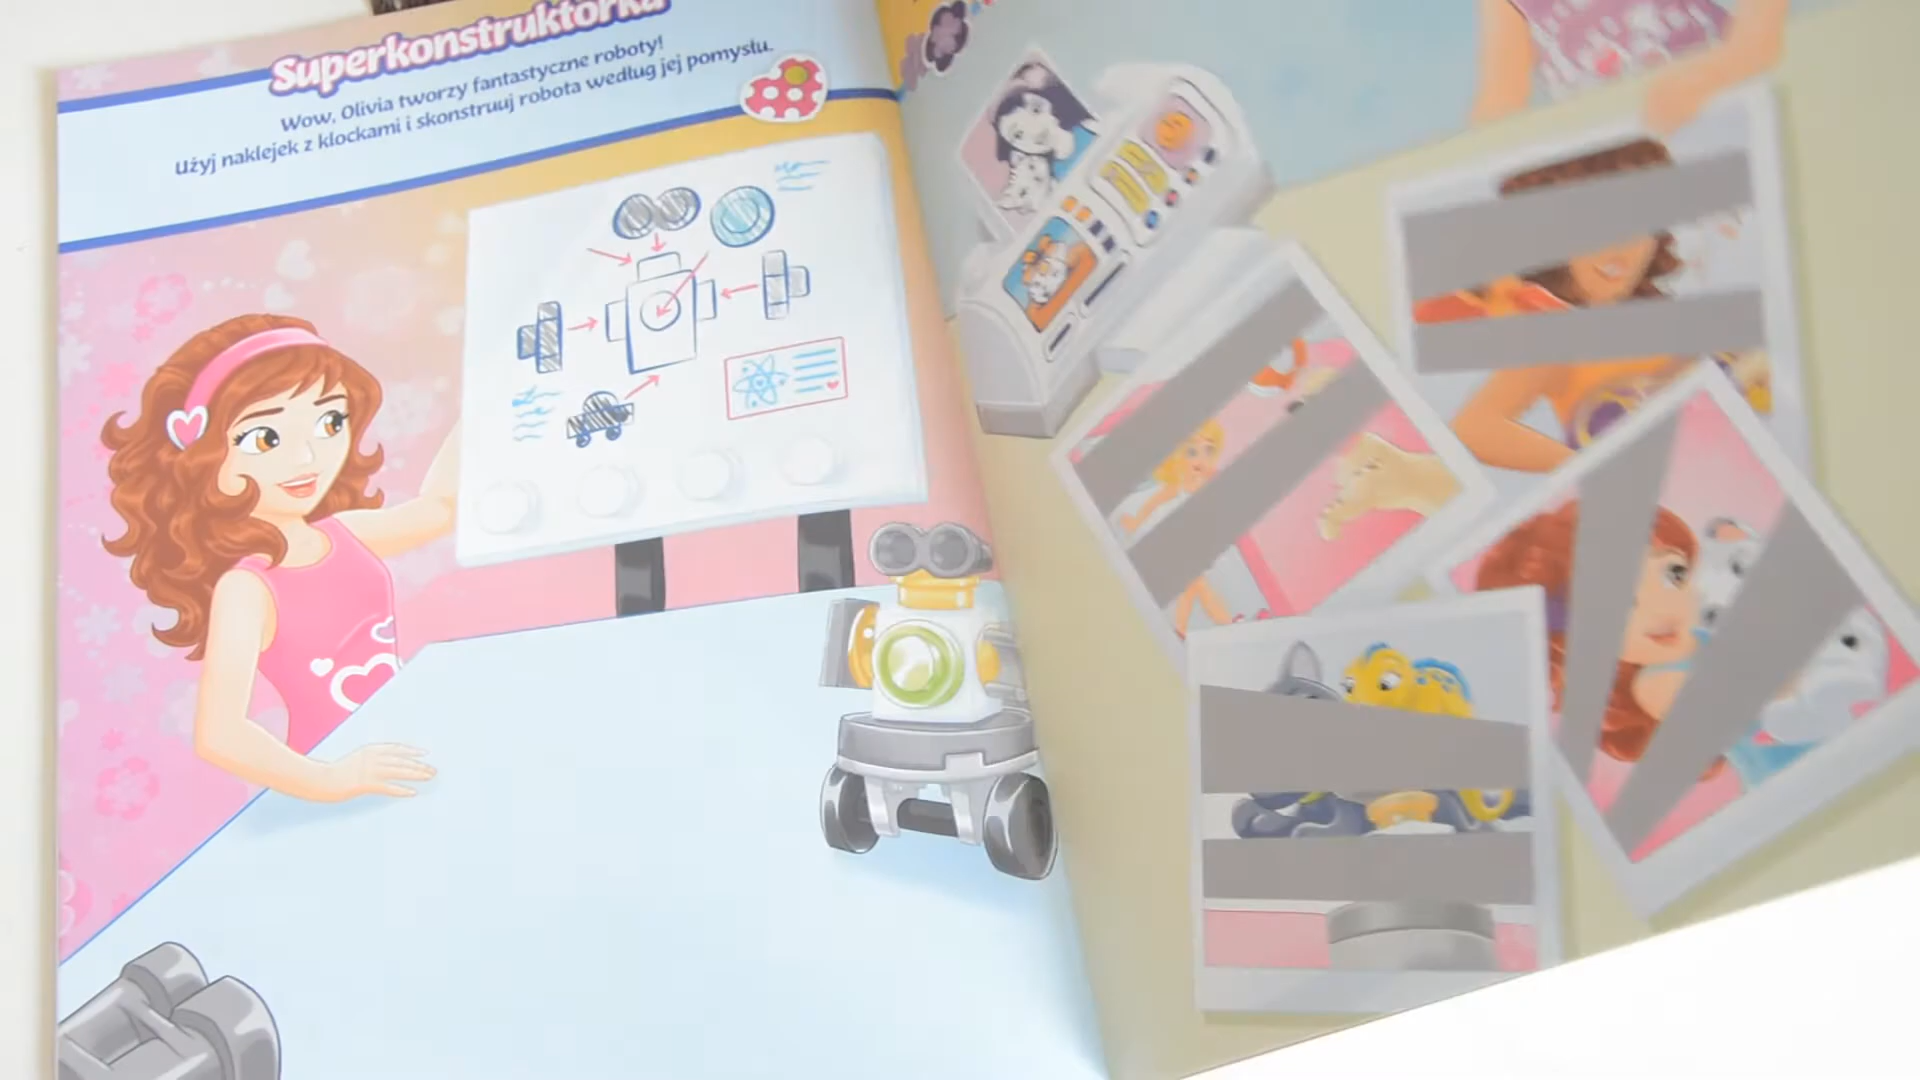 Superkonstruktorka
Wow, Olivia tworzy fantastyczne roboty!
Użyj naklejek z klockami i skonstruuj robota według jej pomysłu.